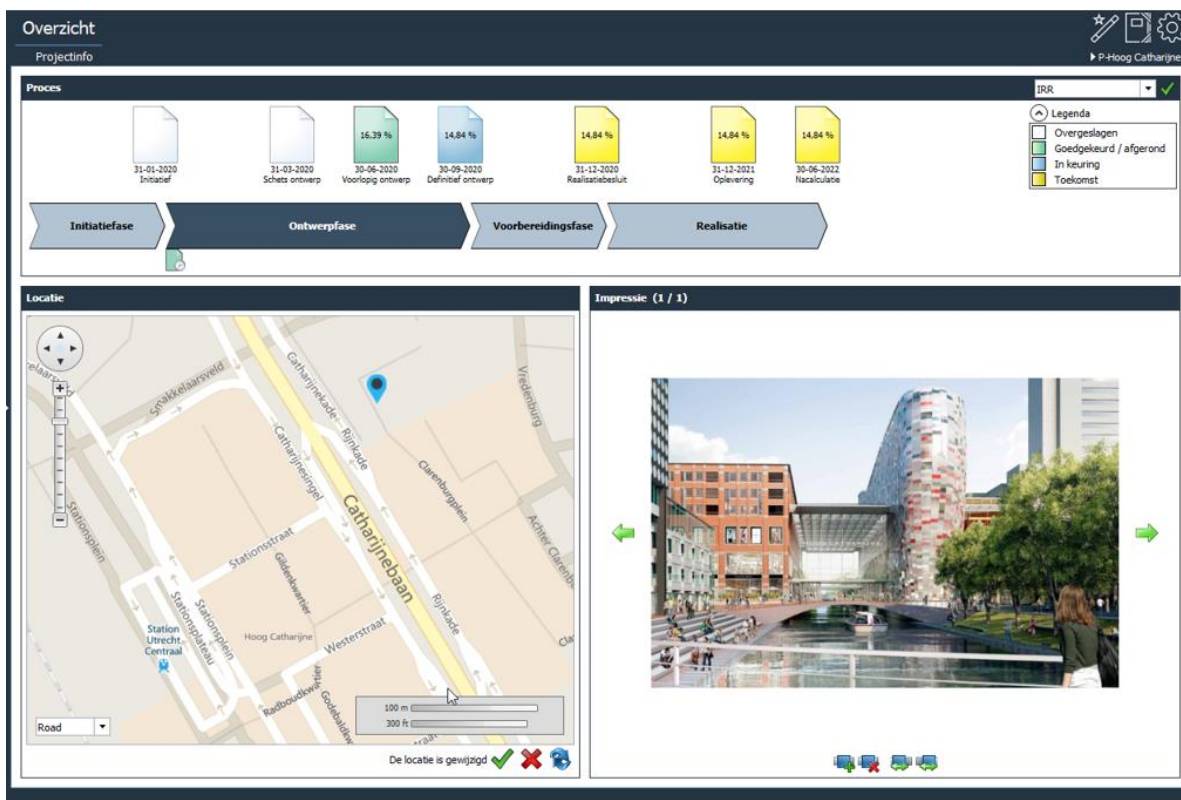 Overzicht
Projectinfo
P-Hoog Catharijne
Proces
IRR
Legenda
Overgeslagen
Goedgekeurd / afgerond
In keuring
Toekomst
16,39 %
14,84 %
14,84 %
14,84 %
14,84 %
31-01-2020
Initiatief
31-03-2020
Schets ontwerp
30-06-2020
Voorlopig ontwerp
30-09-2020
Definitief ontwerp
31-12-2020
Realisatiebesluit
31-12-2021
Oplevering
30-06-2022
Nacalculatie
Initiatiefase
Ontwerpfase
Voorbereidingsfase
Realisatie
Locatie
Smakkelaarsveld
Catharijnekade
Rijnkade
Vredenburg
Catharijnesingel
Clarenburgplein
Stationsplein
Stationsstraat
Gildenkwartier
Catharijnebaan
Rijnkade
Stationsplein
Stationsplateau
Station
Utrecht
Centraal
Hoog Catharijne
Westerstraat
Radboudkwartier
100 m
300 ft
Road
De locatie is gewijzigd
Impressie (1 / 1)